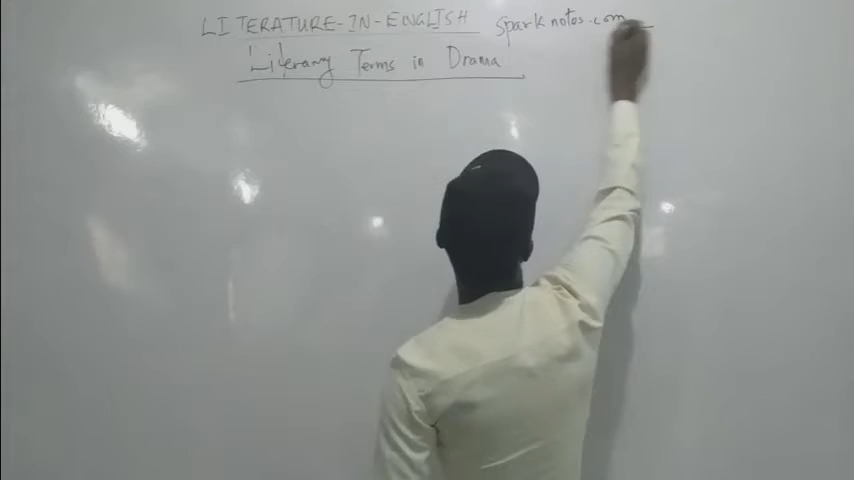 LITERATURE-IN-ENGLISH sparknotes.com
Literary Terms in Drama